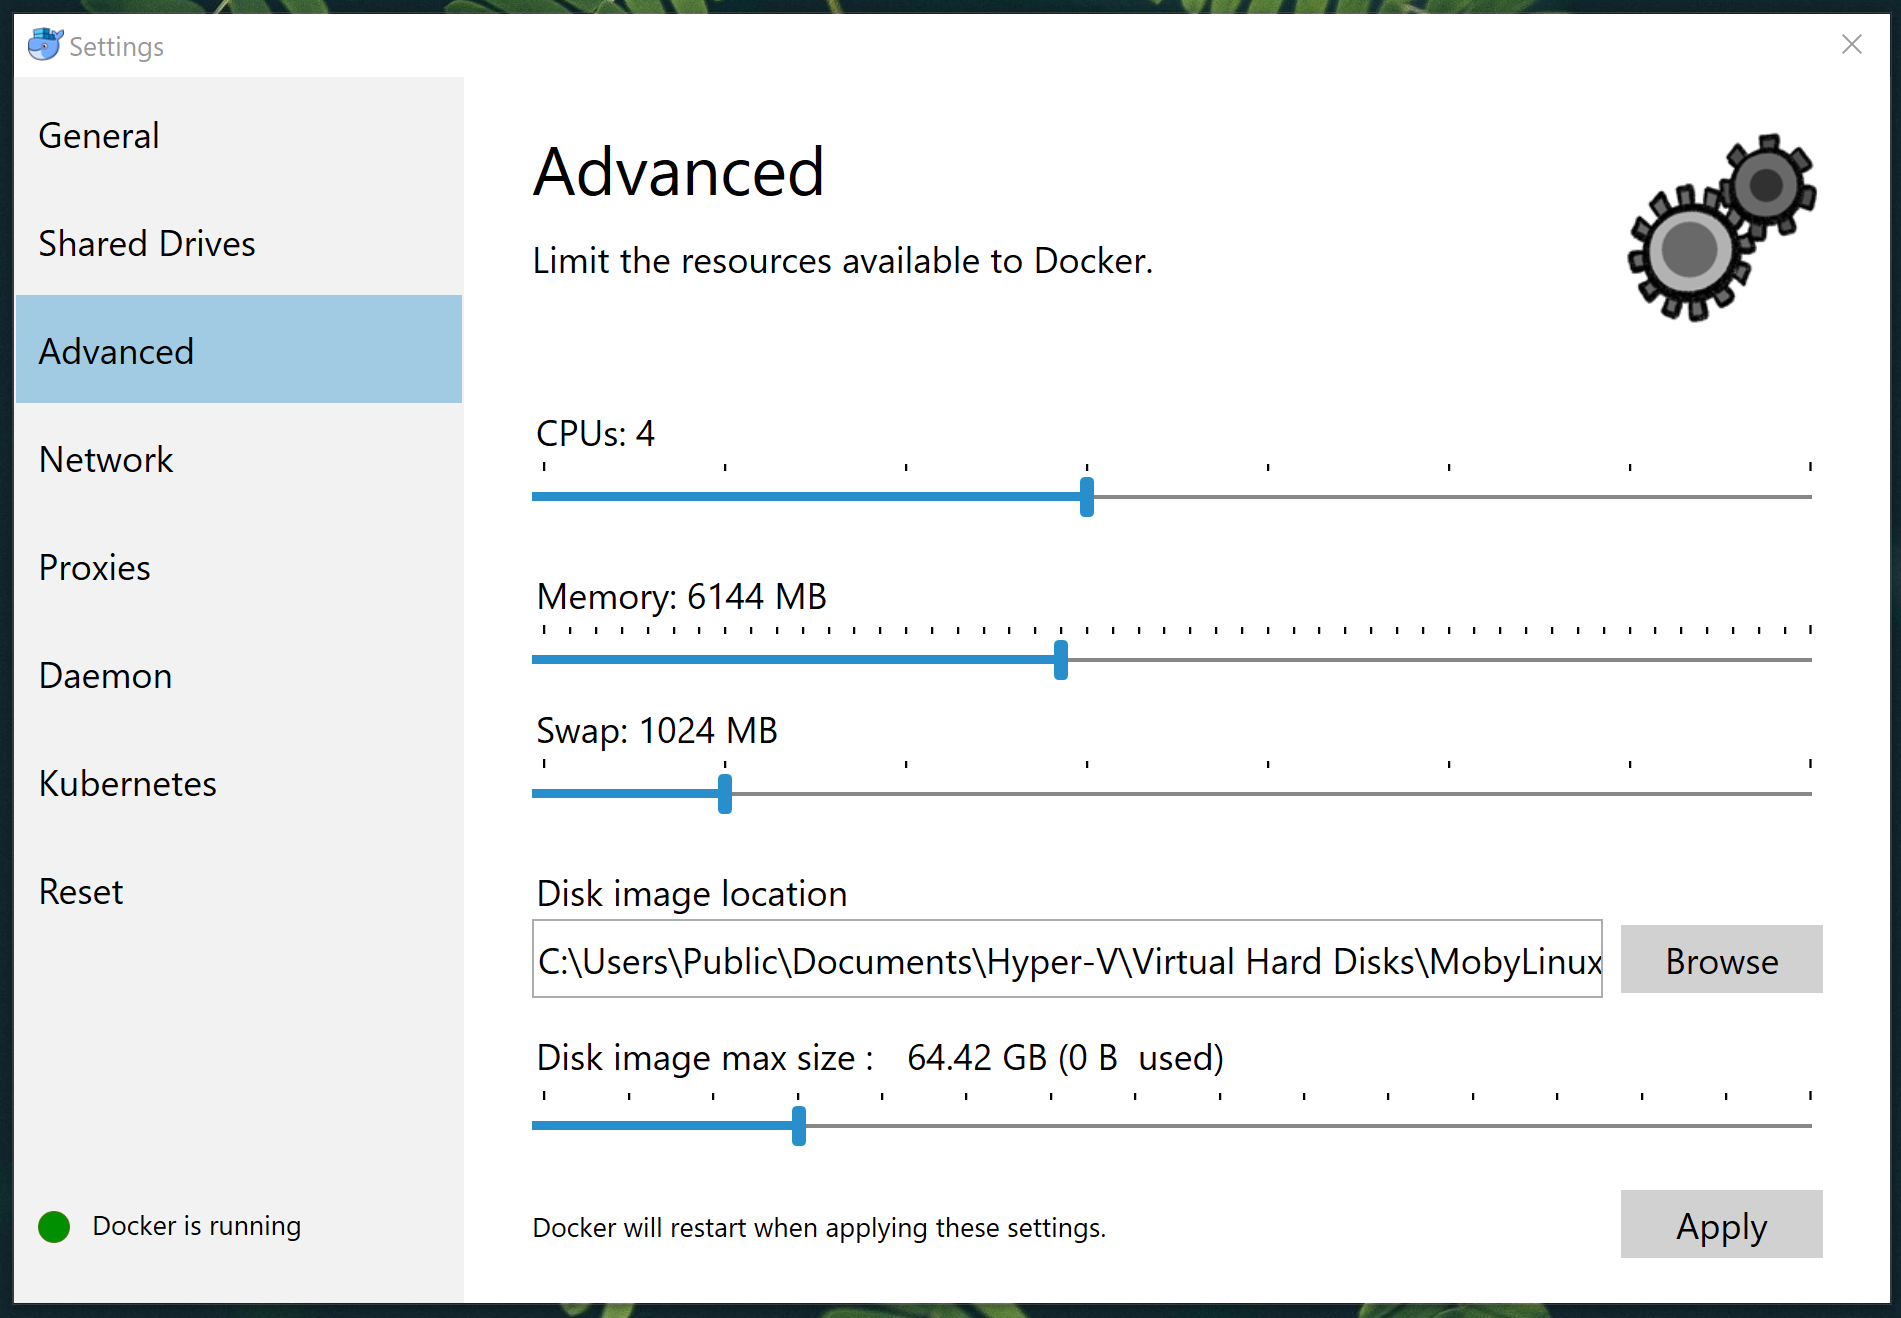 Settings
General
Shared Drives
Advanced
Network
Proxies
Daemon
Kubernetes
Reset
Docker is running
Advanced
Limit the resources available to Docker.
CPUs: 4
Memory: 6144 MB
Swap: 1024 MB
Disk image location
C:\Users\Public\Documents\Hyper-V\Virtual Hard Disks\MobyLinux
Browse
Disk image max size : 64.42 GB (0 B used)
Docker will restart when applying these settings.
Apply